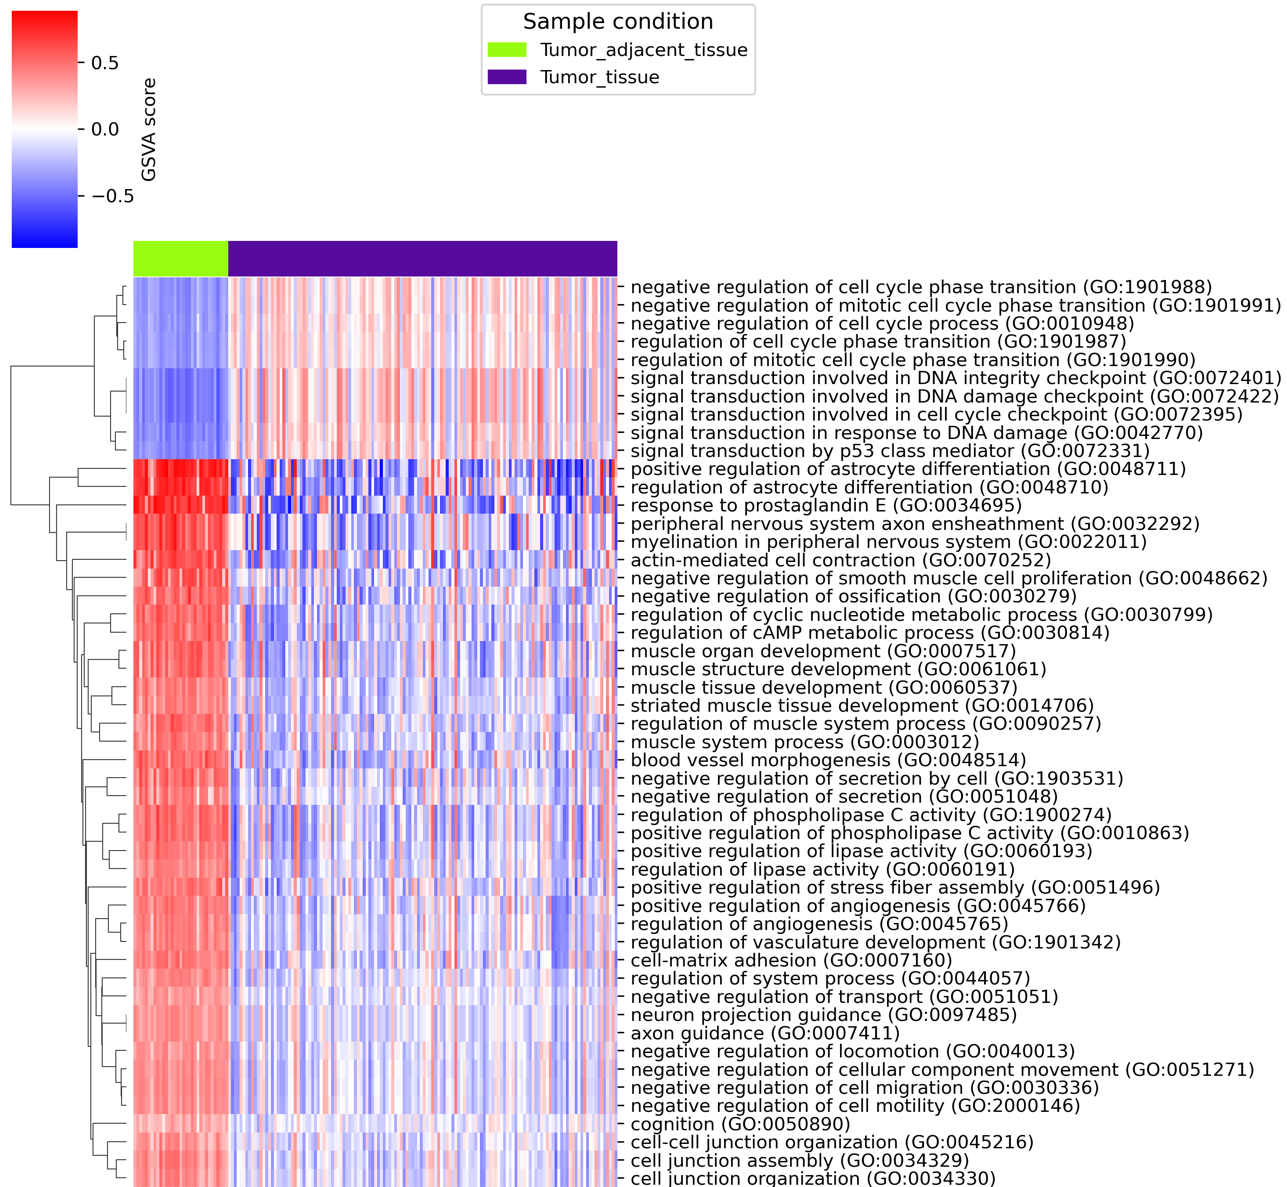 Sample condition
Tumor_adjacent_tissue
Tumor_tissue
0.5
0.0
−0.5
GSVA score
negative regulation of cell cycle phase transition (GO:1901988)
negative regulation of mitotic cell cycle phase transition (GO:1901991)
negative regulation of cell cycle process (GO:0010948)
regulation of cell cycle phase transition (GO:1901987)
regulation of mitotic cell cycle phase transition (GO:1901990)
signal transduction involved in DNA integrity checkpoint (GO:0072401)
signal transduction involved in DNA damage checkpoint (GO:0072422)
signal transduction involved in cell cycle checkpoint (GO:0072395)
signal transduction in response to DNA damage (GO:0042770)
signal transduction by p53 class mediator (GO:0072331)
positive regulation of astrocyte differentiation (GO:0048711)
regulation of astrocyte differentiation (GO:0048710)
response to prostaglandin E (GO:0034695)
peripheral nervous system axon ensheathment (GO:0032292)
myelination in peripheral nervous system (GO:0022011)
actin-mediated cell contraction (GO:0070252)
negative regulation of smooth muscle cell proliferation (GO:0048662)
negative regulation of ossification (GO:0030279)
regulation of cyclic nucleotide metabolic process (GO:0030799)
regulation of cAMP metabolic process (GO:0030814)
muscle organ development (GO:0007517)
muscle structure development (GO:0061061)
muscle tissue development (GO:0060537)
striated muscle tissue development (GO:0014706)
regulation of muscle system process (GO:0090257)
muscle system process (GO:0003012)
blood vessel morphogenesis (GO:0048514)
negative regulation of secretion by cell (GO:1903531)
negative regulation of secretion (GO:0051048)
regulation of phospholipase C activity (GO:1900274)
positive regulation of phospholipase C activity (GO:0010863)
positive regulation of lipase activity (GO:0060193)
regulation of lipase activity (GO:0060191)
positive regulation of stress fiber assembly (GO:0051496)
positive regulation of angiogenesis (GO:0045766)
regulation of angiogenesis (GO:0045765)
regulation of vasculature development (GO:1901342)
cell-matrix adhesion (GO:0007160)
regulation of system process (GO:0044057)
negative regulation of transport (GO:0051051)
neuron projection guidance (GO:0097485)
axon guidance (GO:0007411)
negative regulation of locomotion (GO:0040013)
negative regulation of cellular component movement (GO:0051271)
negative regulation of cell migration (GO:0030336)
negative regulation of cell motility (GO:2000146)
cognition (GO:0050890)
cell-cell junction organization (GO:0045216)
cell junction assembly (GO:0034329)
cell junction organization (GO:0034330)